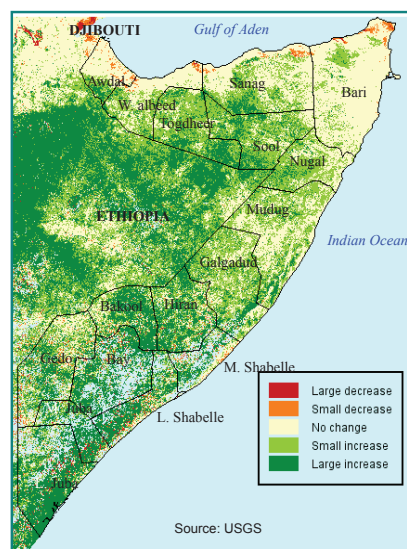 DJIBOUTI
Gulf of Aden
Awdal
Sanag
W. albeed
Bari
Togdheer
Sool
Nugal
ETHIOPIA
Mudug
Indian Ocean
Galgadud
Bakool
Hiran
Gedo
Bay
M. Shabelle
Juba
L. Shabelle
Juba
Large decrease
Small decrease
No change
Small increase
Large increase
Source: USGS